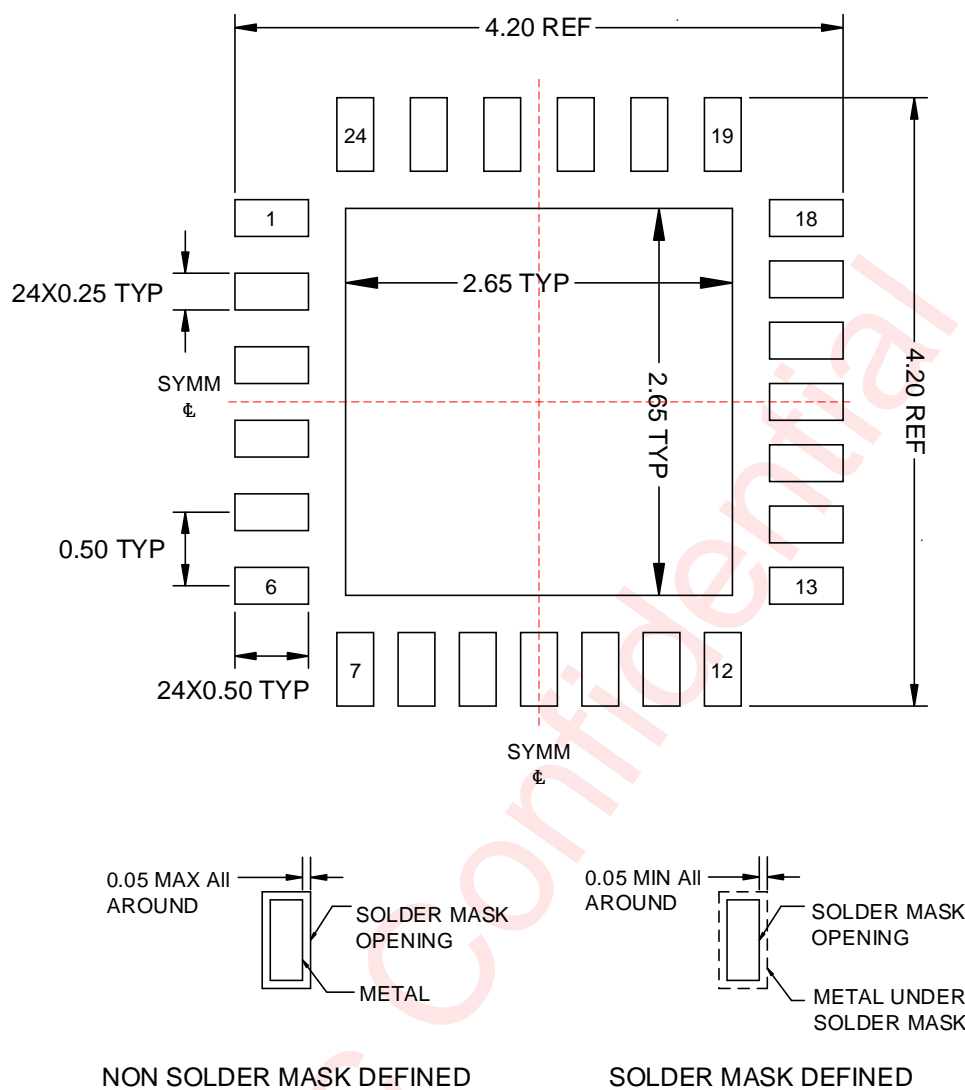 4.20 REF
24
19
1
18
24X0.25 TYP
2.65 TYP
SYMM
℄
2.65 TYP
4.20 REF
0.50 TYP
6
13
7
12
24X0.50 TYP
SYMM
℄
0.05 MAX All
AROUND
SOLDER MASK
OPENING
METAL
0.05 MIN All
AROUND
SOLDER MASK
OPENING
METAL UNDER
SOLDER MASK
NON SOLDER MASK DEFINED
SOLDER MASK DEFINED
Confidential